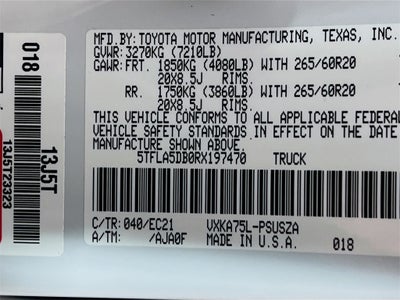 MFD.BY:TOYOTA MOTOR MANUFACTURING, TEXAS, INC.
GVWR:3270KG (7210LB)
GAWR:FRT. 1850KG (4080LB) WITH 265/60R20
20X8.5J RIMS.
RR. 1750KG (3860LB) WITH 265/60R20
20X8.5J RIMS.
THIS VEHICLE CONFORMS TO ALL APPLICABLE FEDERAL
VEHICLE SAFETY STANDARDS IN EFFECT ON THE DATE
MANUFACTURE SHOWN ABOVE.
5TFLA5DB0RX197470 TRUCK
C/TR:040/EC21 VXKA75L-PSUSZA
A/TM: /AJA0F MADE IN U.S.A. 018
018
13J5T
13J5T23323